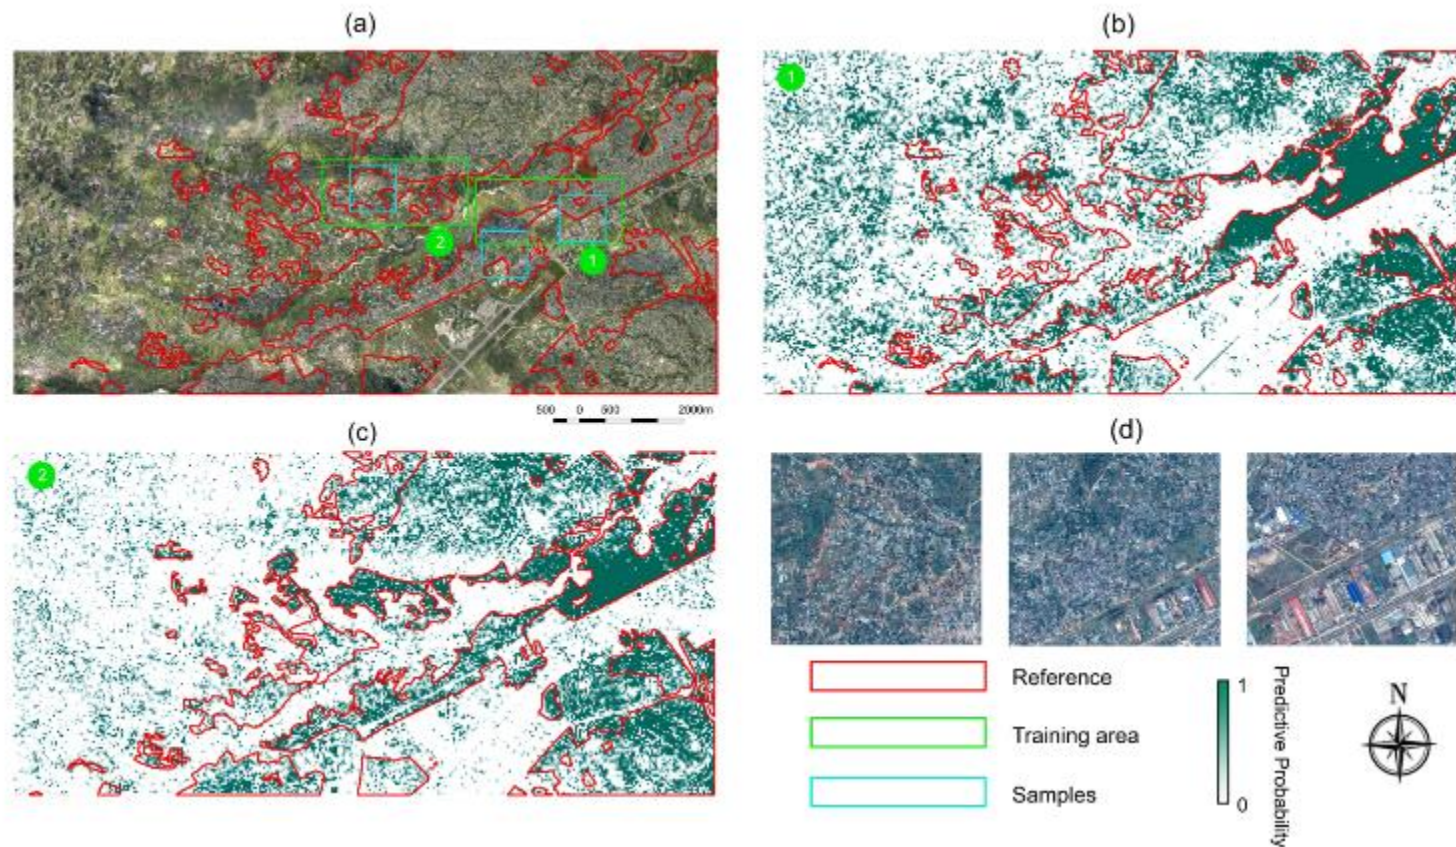 (a)
(b)
1
2
1
500 0 500 2000m
(c)
(d)
2
Reference
Training area
Samples
1
0
Predictive Probability
N